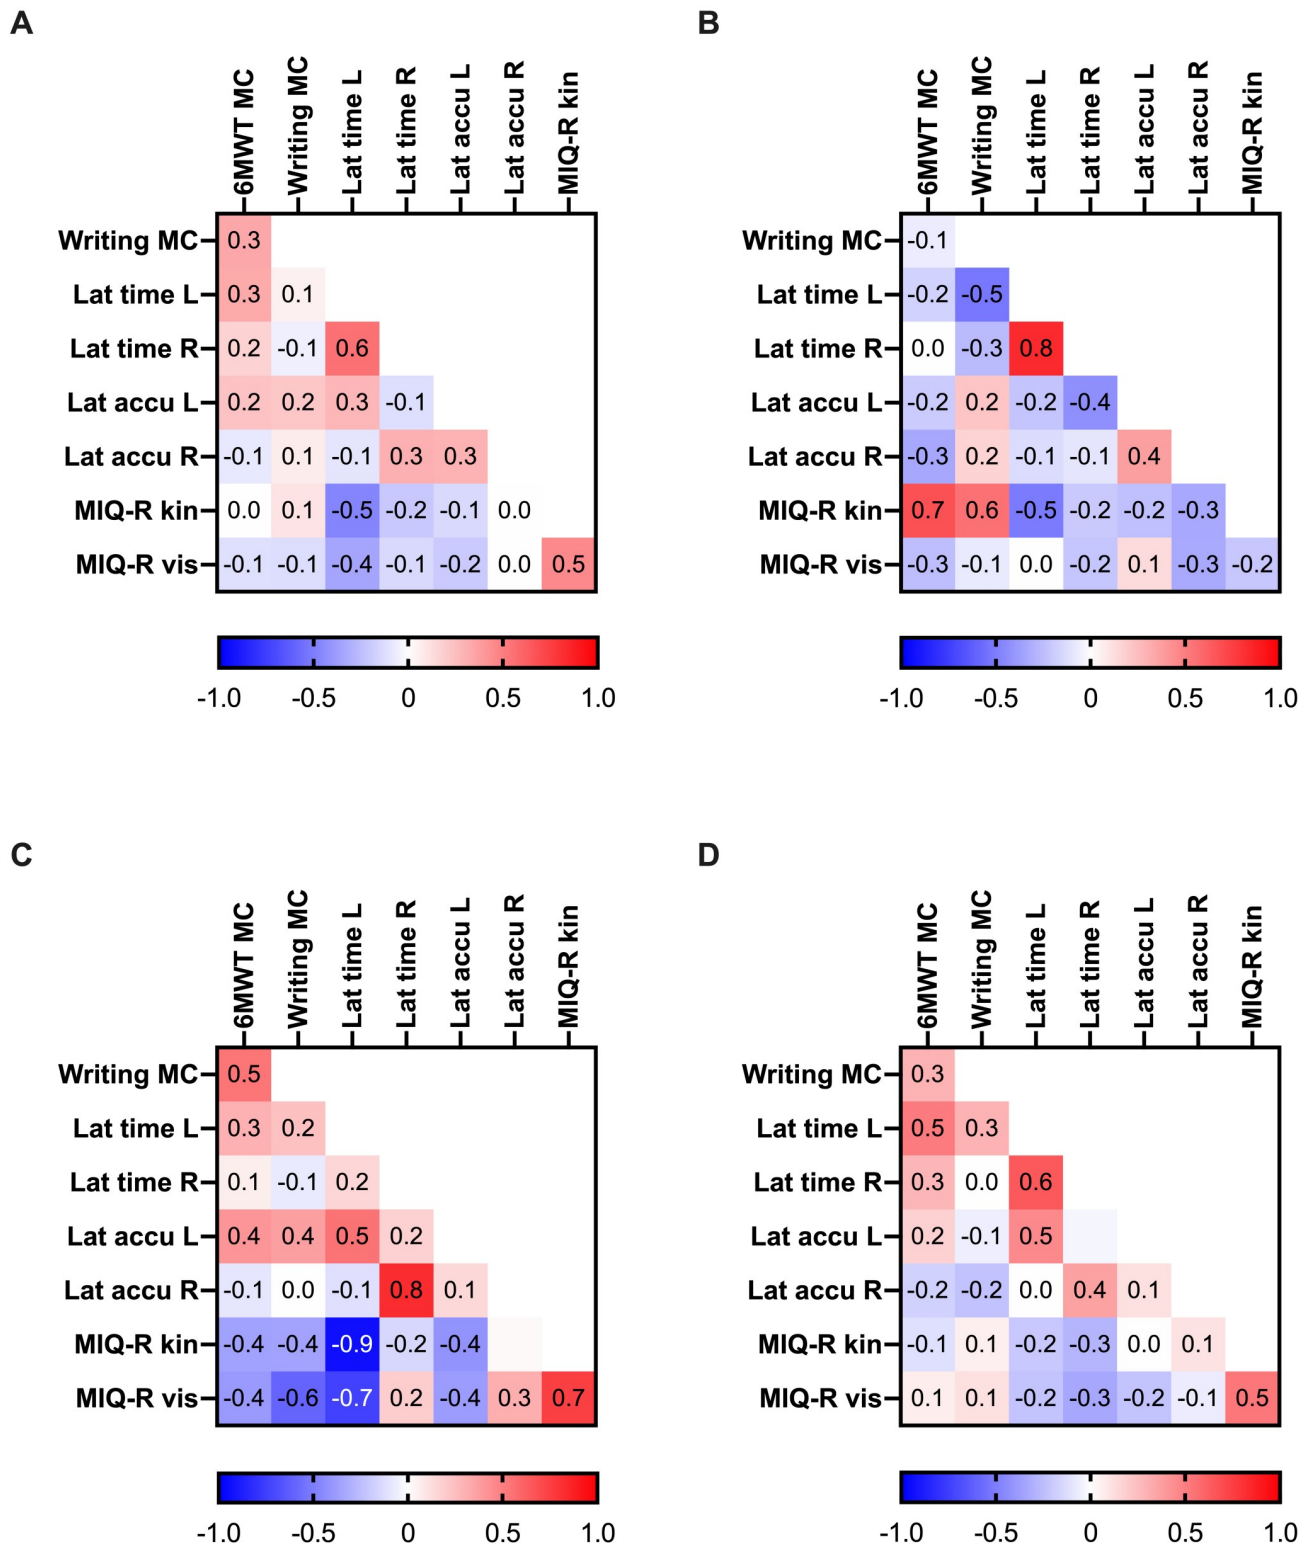 A
6MWT MC
Writing MC
Lat time L
Lat time R
Lat accu L
Lat accu R
MIQ-R kin
Writing MC 0.3
Lat time L 0.3 0.1
Lat time R 0.2 -0.1 0.6
Lat accu L 0.2 0.2 0.3 -0.1
Lat accu R -0.1 0.1 -0.1 0.3 0.3
MIQ-R kin 0.0 0.1 -0.5 -0.2 -0.1 0.0
MIQ-R vis -0.1 -0.1 -0.4 -0.1 -0.2 0.0 0.5
-1.0 -0.5 0 0.5 1.0
B
6MWT MC
Writing MC
Lat time L
Lat time R
Lat accu L
Lat accu R
MIQ-R kin
Writing MC -0.1
Lat time L -0.2 -0.5
Lat time R 0.0 -0.3 0.8
Lat accu L -0.2 0.2 -0.2 -0.4
Lat accu R -0.3 0.2 -0.1 -0.1 0.4
MIQ-R kin 0.7 0.6 -0.5 -0.2 -0.2 -0.3
MIQ-R vis -0.3 -0.1 0.0 -0.2 0.1 -0.3 -0.2
-1.0 -0.5 0 0.5 1.0
C
6MWT MC
Writing MC
Lat time L
Lat time R
Lat accu L
Lat accu R
MIQ-R kin
Writing MC 0.5
Lat time L 0.3 0.2
Lat time R 0.1 -0.1 0.2
Lat accu L 0.4 0.4 0.5 0.2
Lat accu R -0.1 0.0 -0.1 0.8 0.1
MIQ-R kin -0.4 -0.4 -0.9 -0.2 -0.4
MIQ-R vis -0.4 -0.6 -0.7 0.2 -0.4 0.3 0.7
-1.0 -0.5 0 0.5 1.0
D
6MWT MC
Writing MC
Lat time L
Lat time R
Lat accu L
Lat accu R
MIQ-R kin
Writing MC 0.3
Lat time L 0.5 0.3
Lat time R 0.3 0.0 0.6
Lat accu L 0.2 -0.1 0.5
Lat accu R -0.2 -0.2 0.0 0.4 0.1
MIQ-R kin -0.1 0.1 -0.2 -0.3 0.0 0.1
MIQ-R vis 0.1 0.1 -0.2 -0.3 -0.2 -0.1 0.5
-1.0 -0.5 0 0.5 1.0